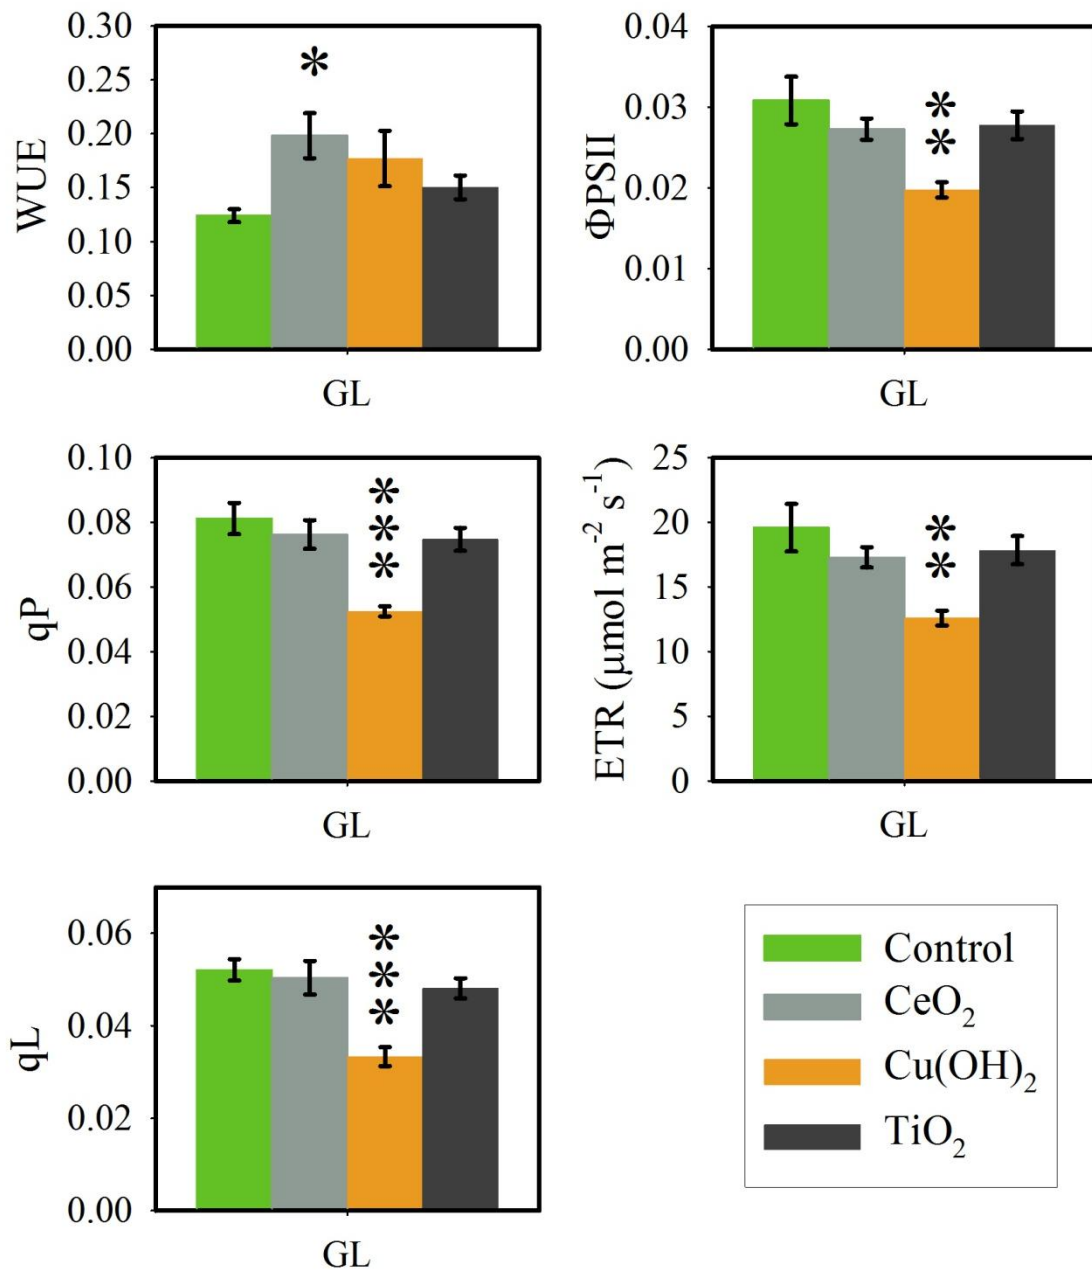 WUE
0.30
0.25
0.20
0.15
0.10
0.05
0.00
*
GL
ΦPSII
0.04
0.03
0.02
0.01
0.00
**
GL
qP
0.10
0.08
0.06
0.04
0.02
0.00
***
GL
ETR (μmol m⁻² s⁻¹)
25
20
15
10
5
0
**
GL
qL
0.06
0.04
0.02
0.00
***
GL
Control
CeO₂
Cu(OH)₂
TiO₂